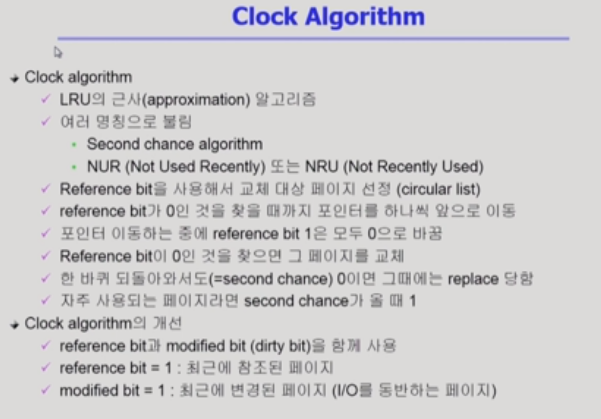 Clock Algorithm
Clock algorithm
LRU의 근사(approximation) 알고리즘
여러 명칭으로 불림
Second chance algorithm
NUR (Not Used Recently) 또는 NRU (Not Recently Used)
Reference bit을 사용해서 교체 대상 페이지 선정 (circular list)
reference bit가 0인 것을 찾을 때까지 포인터를 하나씩 앞으로 이동
포인터 이동하는 중에 reference bit 1은 모두 0으로 바꿈
Reference bit이 0인 것을 찾으면 그 페이지를 교체
한 바퀴 되돌아와서도(=second chance) 0이면 그때에는 replace 당함
자주 사용되는 페이지라면 second chance가 올 때 1
Clock algorithm의 개선
reference bit과 modified bit (dirty bit)을 함께 사용
reference bit = 1 : 최근에 참조된 페이지
modified bit = 1 : 최근에 변경된 페이지 (I/O를 동반하는 페이지)